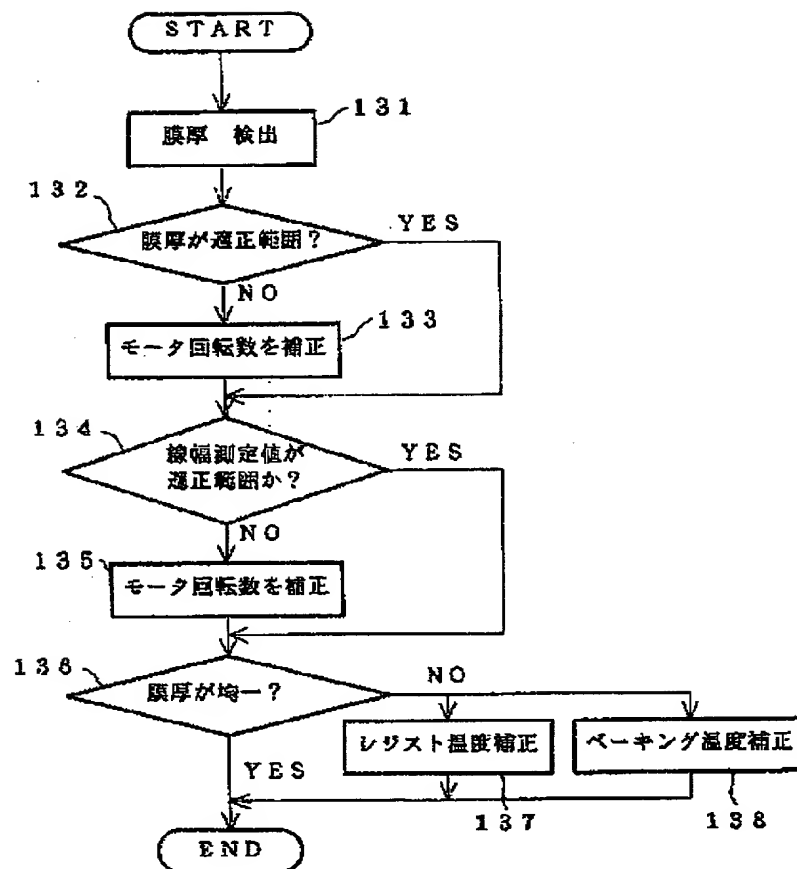 START
131
膜厚 検出
132
膜厚が適正範囲?
YES
NO
133
モータ回転数を補正
134
線幅測定値が
適正範囲か?
YES
NO
135
モータ回転数を補正
136
膜厚が均一?
NO
レジスト温度補正
ベーキング温度補正
YES
137
138
END